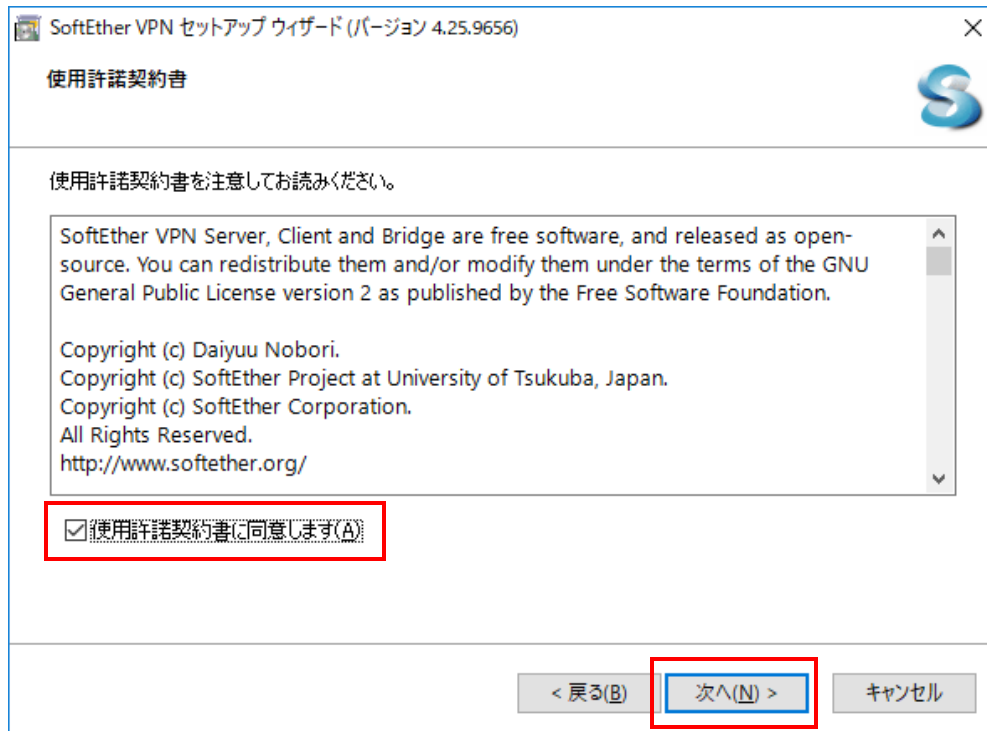 SoftEther VPN セットアップ ウィザード (バージョン 4.25.9656)
使用許諾契約書
使用許諾契約書を注意してお読みください。
SoftEther VPN Server, Client and Bridge are free software, and released as open-
source. You can redistribute them and/or modify them under the terms of the GNU
General Public License version 2 as published by the Free Software Foundation.
Copyright (c) Daiyuu Nobori.
Copyright (c) SoftEther Project at University of Tsukuba, Japan.
Copyright (c) SoftEther Corporation.
All Rights Reserved.
http://www.softether.org/
使用許諾契約書に同意します(A)
< 戻る(B) 次へ(N) > キャンセル